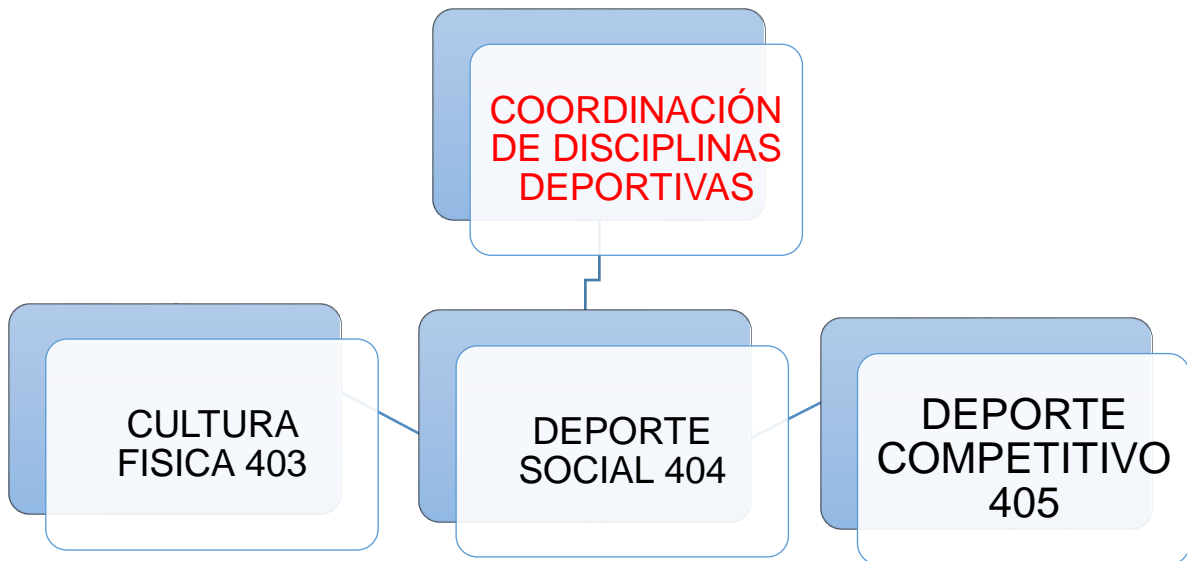 COORDINACIÓN
DE DISCIPLINAS
DEPORTIVAS
CULTURA
FISICA 403
DEPORTE
SOCIAL 404
DEPORTE
COMPETITIVO
405